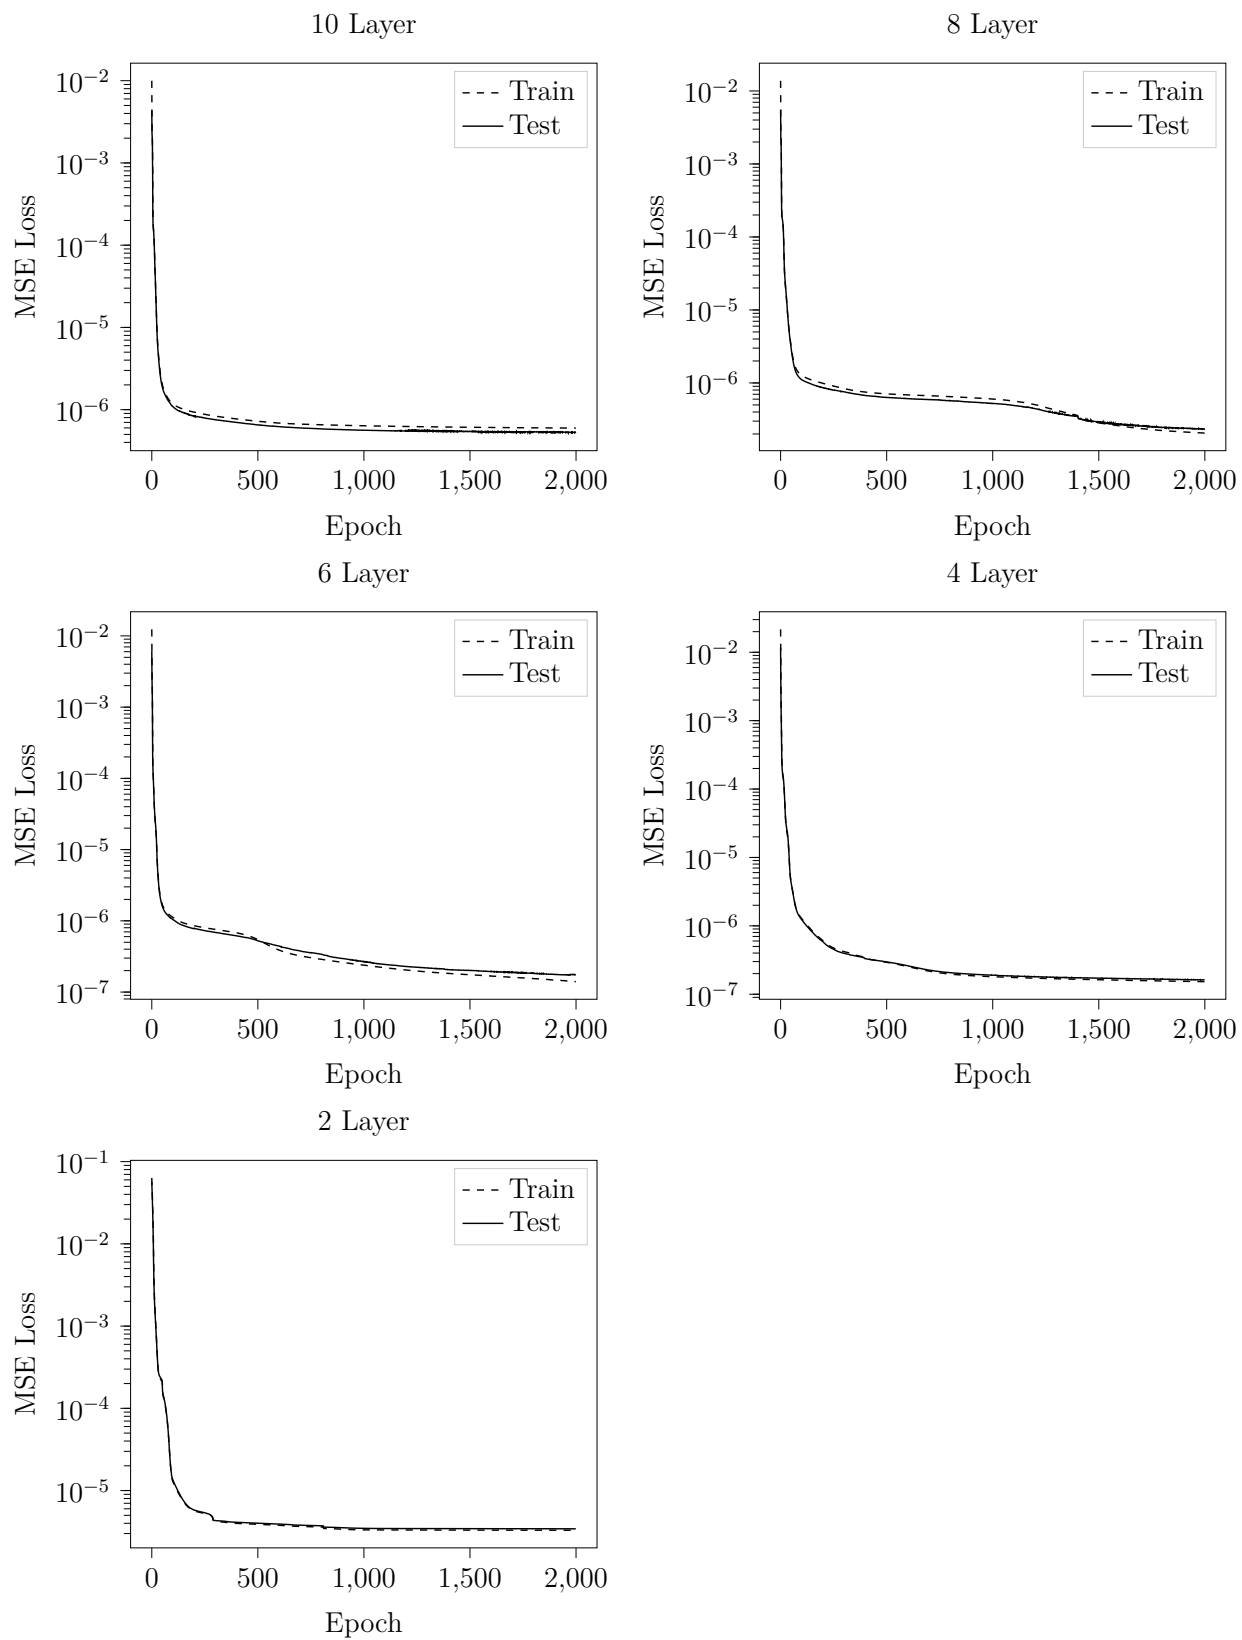 10 Layer
10−2
10−3
10−4
10−5
10−6
MSE Loss
Train
Test
0 500 1,000 1,500 2,000
Epoch
8 Layer
10−2
10−3
10−4
10−5
10−6
MSE Loss
Train
Test
0 500 1,000 1,500 2,000
Epoch
6 Layer
10−2
10−3
10−4
10−5
10−6
10−7
MSE Loss
Train
Test
0 500 1,000 1,500 2,000
Epoch
4 Layer
10−2
10−3
10−4
10−5
10−6
10−7
MSE Loss
Train
Test
0 500 1,000 1,500 2,000
Epoch
2 Layer
10−1
10−2
10−3
10−4
10−5
MSE Loss
Train
Test
0 500 1,000 1,500 2,000
Epoch